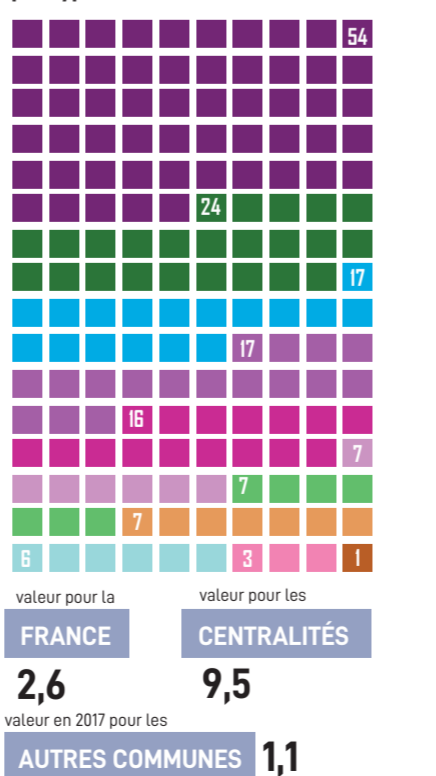 54
24
17
17
16
7
7
7
6 3 1
valeur pour la valeur pour les
FRANCE CENTRALITÉS
2,6 9,5
valeur en 2017 pour les
AUTRES COMMUNES 1,1